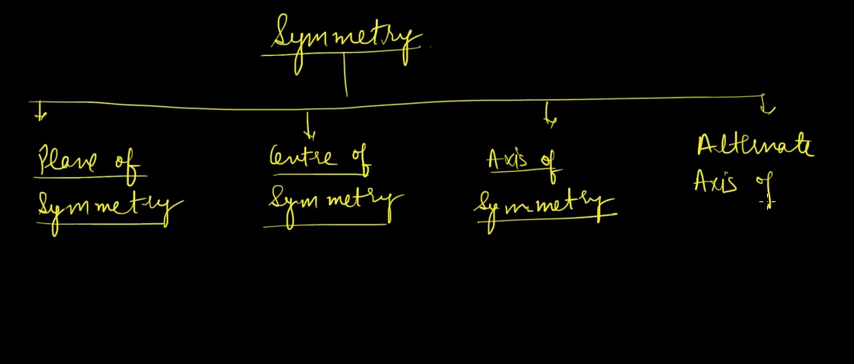 Symmetry
Plane of
Symmetry
Centre of
Symmetry
Axis of
Symmetry
Alternate
Axis of